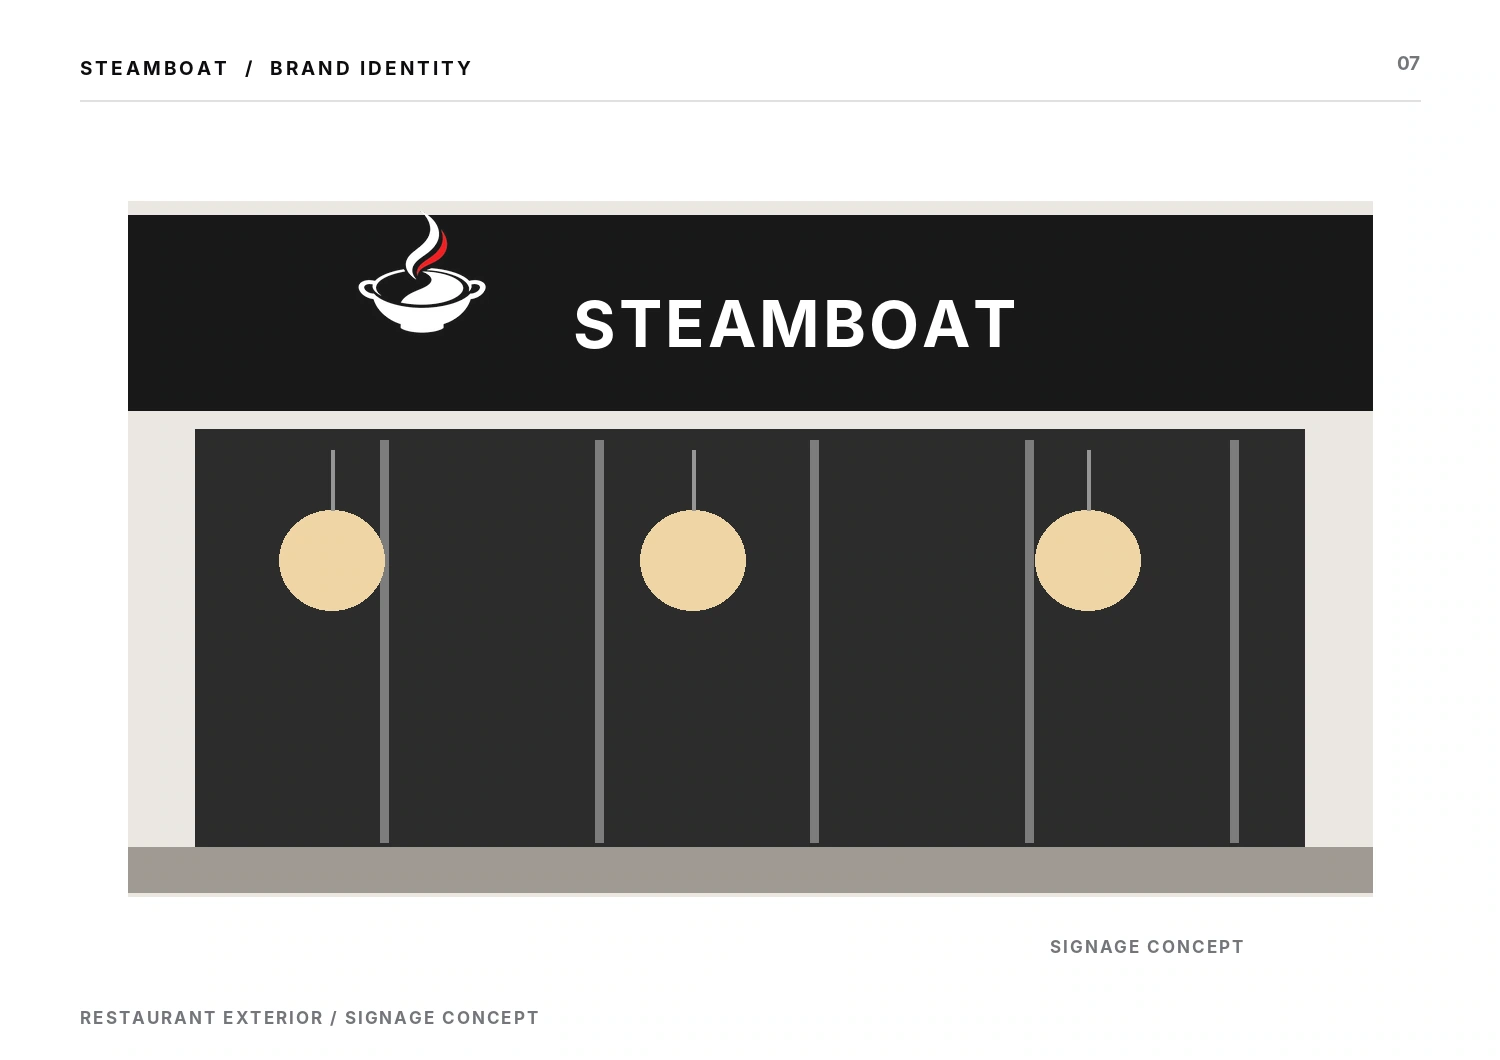 STEAMBOAT / BRAND IDENTITY
07
STEAMBOAT
SIGNAGE CONCEPT
RESTAURANT EXTERIOR / SIGNAGE CONCEPT